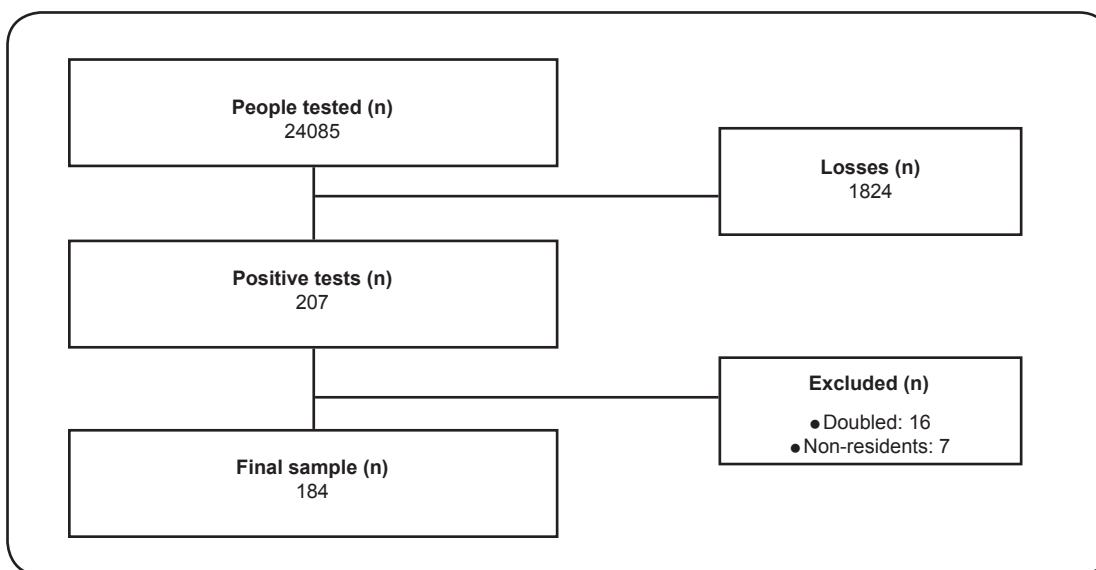 People tested (n)
24085
Losses (n)
1824
Positive tests (n)
207
Excluded (n)
● Doubled: 16
● Non-residents: 7
Final sample (n)
184